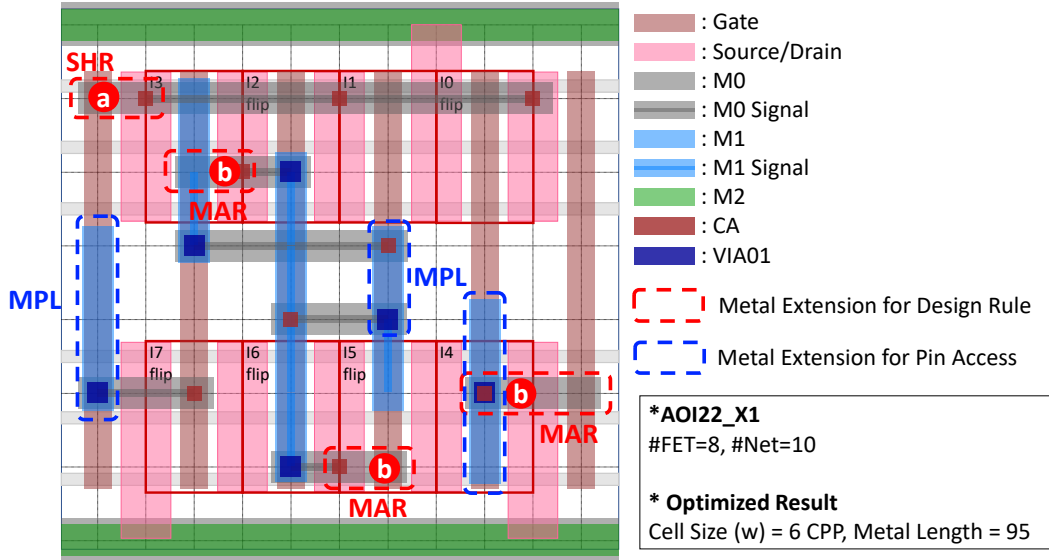 SHR
a
I3
I2
flip
I1
I0
flip
b
MAR
MPL
MPL
I7
flip
I6
flip
I5
flip
I4
b
MAR
b
MAR
: Gate
: Source/Drain
: M0
: M0 Signal
: M1
: M1 Signal
: M2
: CA
: VIA01
Metal Extension for Design Rule
Metal Extension for Pin Access
*AOI22_X1
#FET=8, #Net=10
* Optimized Result
Cell Size (w) = 6 CPP, Metal Length = 95